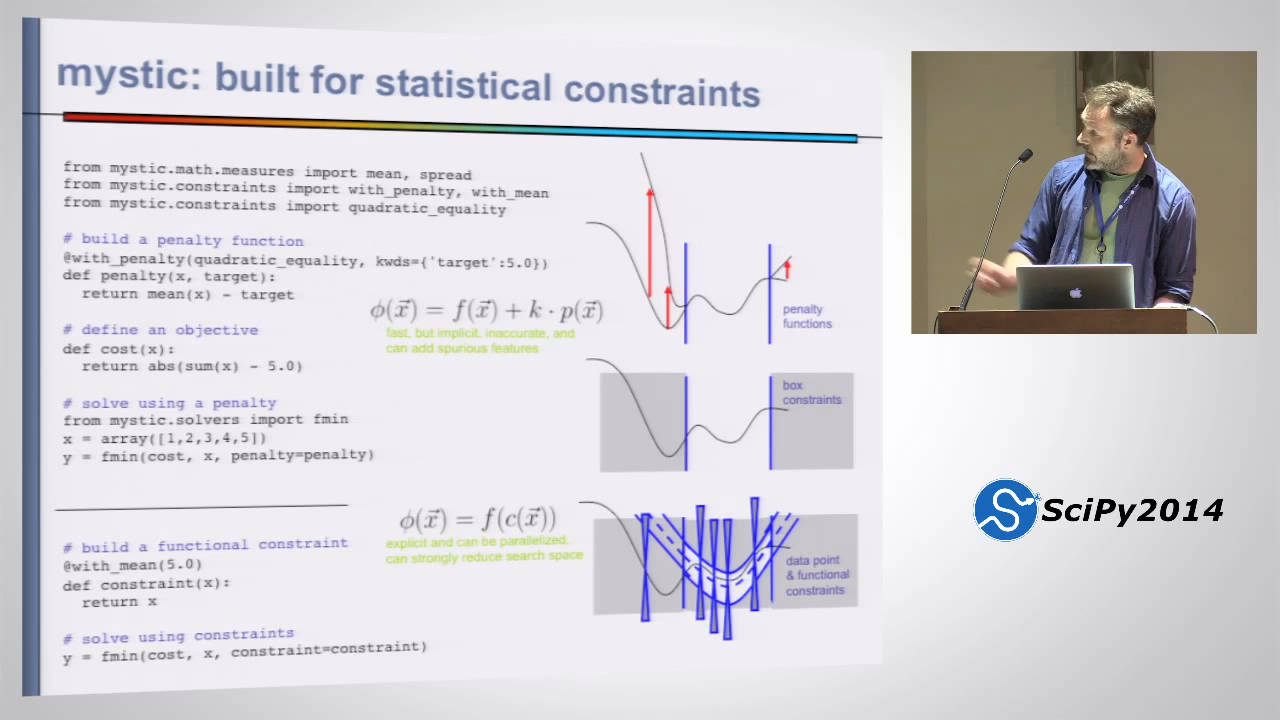 mystic: built for statistical constraints
from mystic.math.measures import mean, spread
from mystic.constraints import with_penalty, with_mean
from mystic.constraints import quadratic_equality
# build a penalty function
@with_penalty(quadratic_equality, kwds={'target':5.0})
def penalty(x, target):
  return mean(x) - target
# define an objective
def cost(x):
  return abs(sum(x) - 5.0)
# solve using a penalty
from mystic.solvers import fmin
x = array([1,2,3,4,5])
y = fmin(cost, x, penalty=penalty)
ϕ(x⃗) = f(x⃗) + k · p(x⃗)
fast, but implicit, inaccurate, and
can add spurious features
penalty
functions
box
constraints
# build a functional constraint
@with_mean(5.0)
def constraint(x):
  return x
# solve using constraints
y = fmin(cost, x, constraint=constraint)
ϕ(x⃗) = f(c(x⃗))
explicit and can be parallelized,
can strongly reduce search space
data point
& functional
constraints
SciPy2014